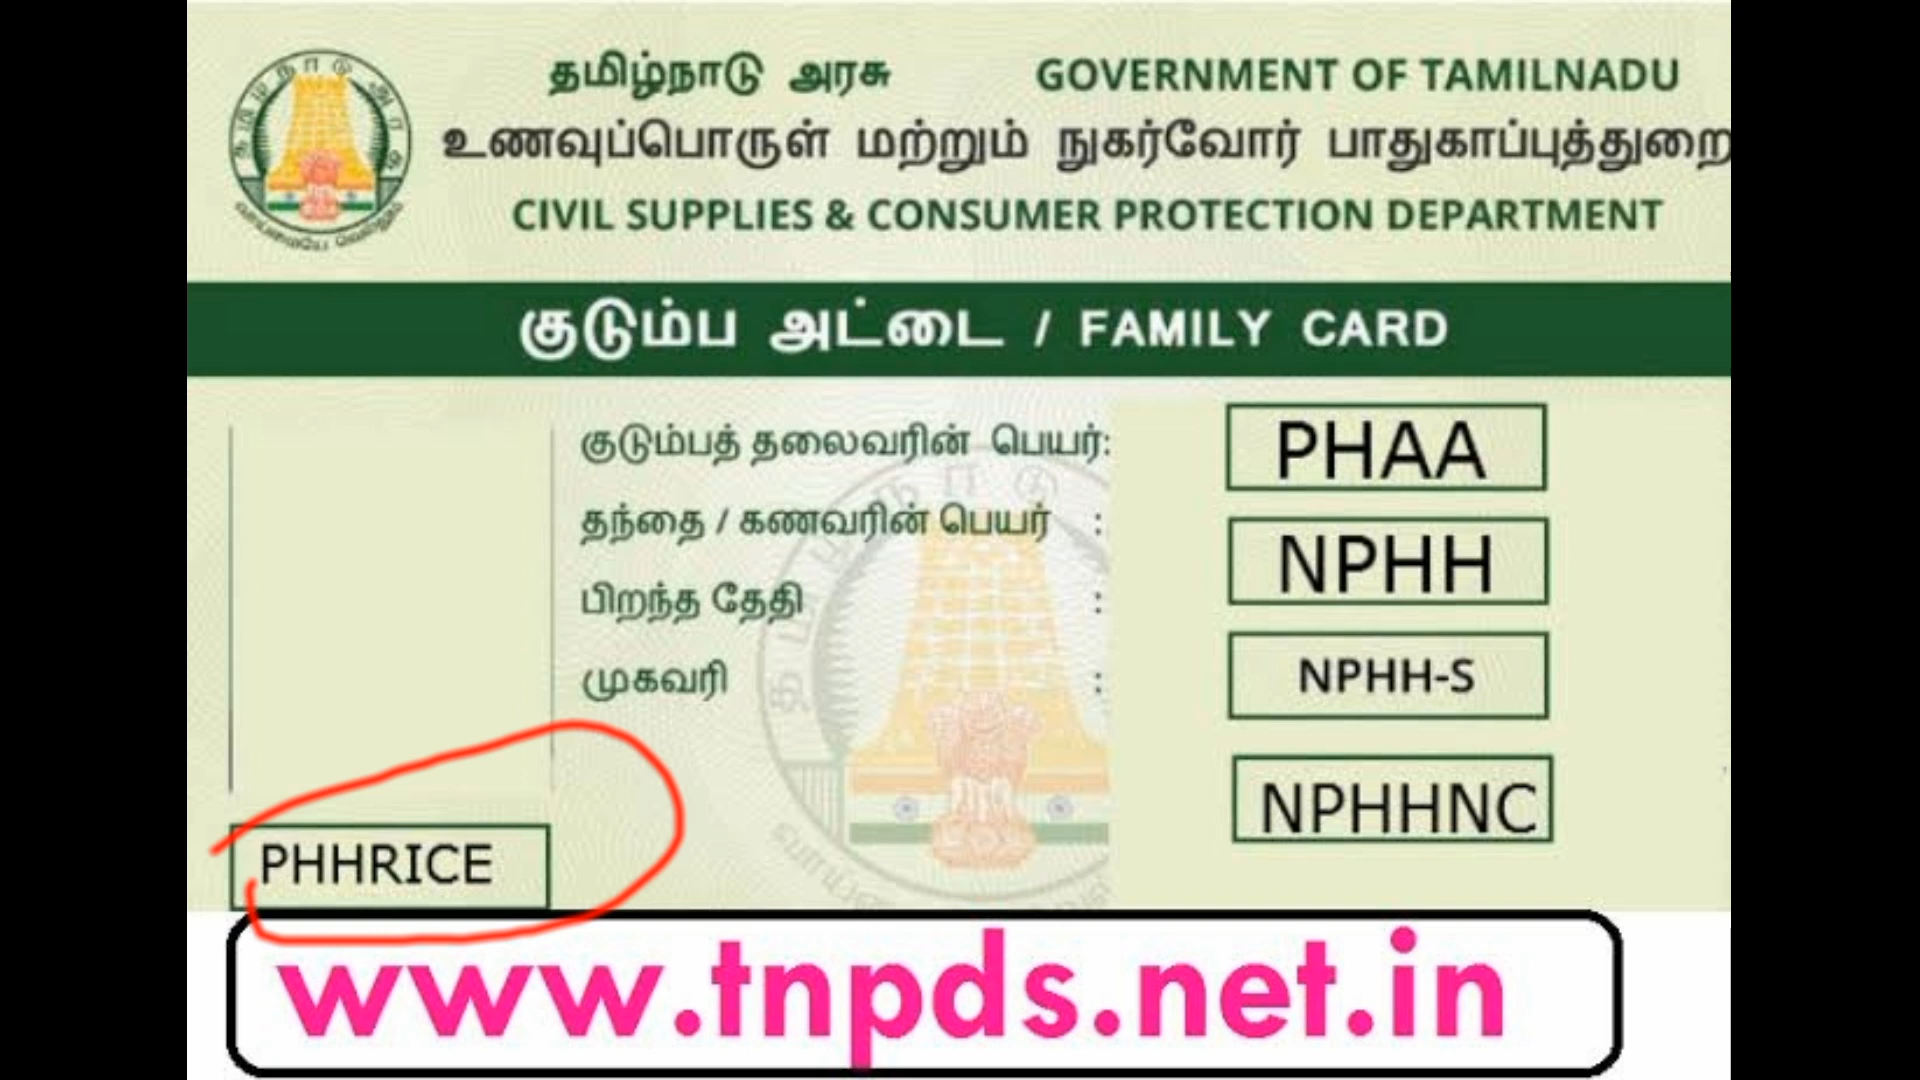 தமிழ்நாடு அரசு GOVERNMENT OF TAMILNADU
உணவுப்பொருள் மற்றும் நுகர்வோர் பாதுகாப்புத்துறை
CIVIL SUPPLIES & CONSUMER PROTECTION DEPARTMENT
குடும்ப அட்டை / FAMILY CARD
குடும்பத் தலைவரின் பெயர்:
தந்தை / கணவரின் பெயர் :
பிறந்த தேதி :
முகவரி :
PHAA
NPHH
NPHH-S
NPHHNC
PHHRICE
www.tnpds.net.in